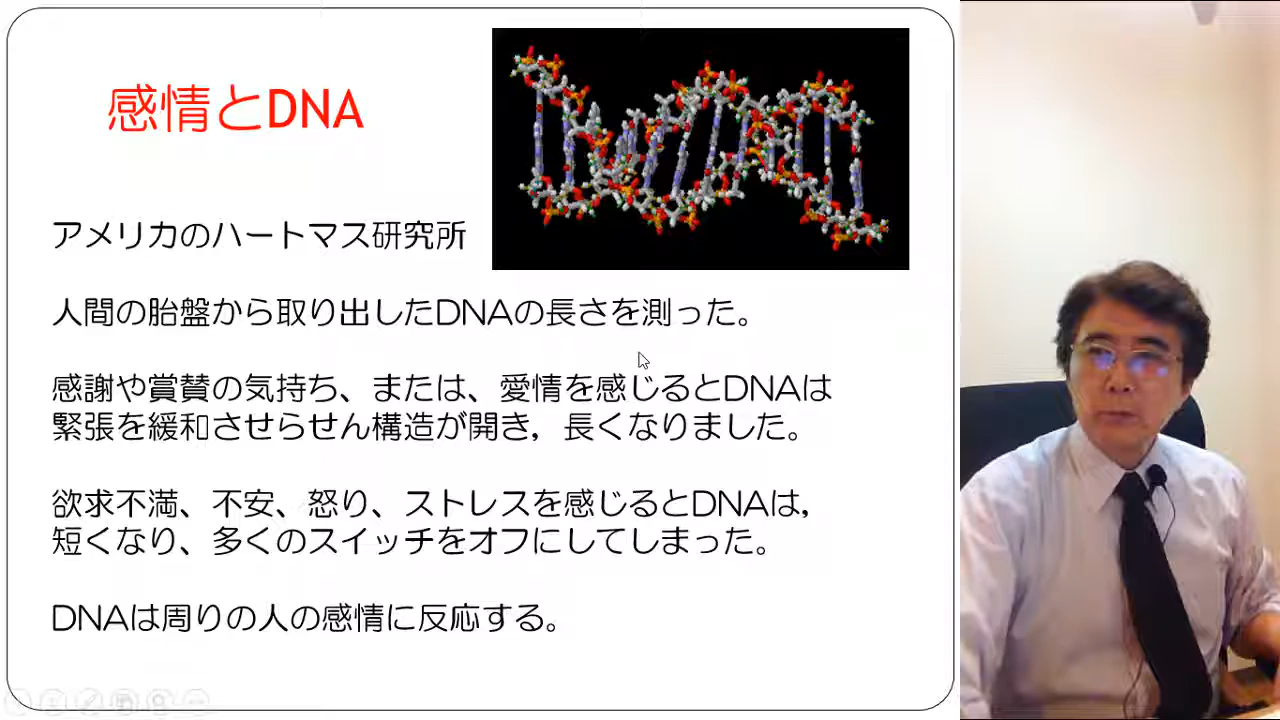 感情とDNA
アメリカのハートマス研究所
人間の胎盤から取り出したDNAの長さを測った。
感謝や賞賛の気持ち、または、愛情を感じるとDNAは
緊張を緩和させらせん構造が開き，長くなりました。
欲求不満、不安、怒り、ストレスを感じるとDNAは，
短くなり、多くのスイッチをオフにしてしまった。
DNAは周りの人の感情に反応する。